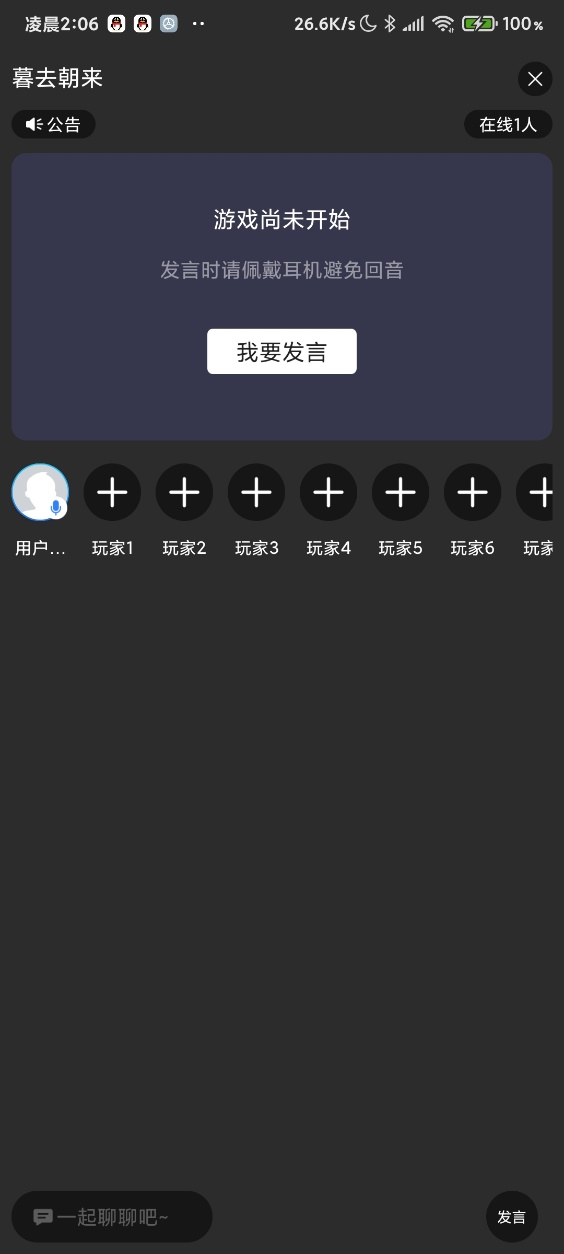 凌晨2:06 26.6K/s 100%
暮去朝来
公告 在线1人
游戏尚未开始
发言时请佩戴耳机避免回音
我要发言
用户... 玩家1 玩家2 玩家3 玩家4 玩家5 玩家6 玩家
一起聊聊吧~ 发言